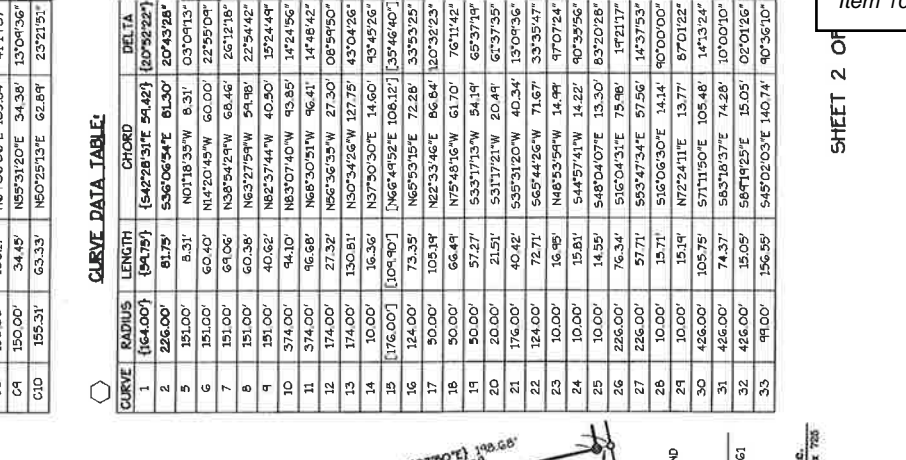 C9 150.00' 34.45' N55°31'20"E 34.38' 13°09'36"
C10 155.31' 63.33' N50°25'13"E 62.89' 23°21'51"
CURVE DATA TABLE:
CURVE RADIUS LENGTH CHORD DELTA
1 {164.00'} {59.75'} {S42°28'31"E 59.42'} {20°52'22"}
2 226.00' 81.75' S36°06'54"E 81.30' 20°43'28"
5 151.00' 8.31' N01°18'35"W 8.31' 03°09'13"
6 151.00' 60.40' N14°20'45"W 60.00' 22°55'09"
7 151.00' 69.06' N38°54'29"W 68.46' 26°12'18"
8 151.00' 60.38' N63°27'59"W 59.98' 22°54'42"
9 151.00' 40.62' N82°37'44"W 40.50' 15°24'49"
10 374.00' 94.10' N83°07'40"W 93.85' 14°24'56"
11 374.00' 96.68' N68°30'51"W 96.41' 14°48'42"
12 174.00' 27.32' N56°36'35"W 27.30' 08°59'50"
13 174.00' 130.81' N30°34'26"W 127.75' 43°04'26"
14 10.00' 16.36' N37°50'30"E 14.60' 93°45'26"
15 [176.00'] [109.90'] [N66°49'52"E 108.12'] [35°46'40"]
16 124.00' 73.35' N65°53'15"E 72.28' 33°53'25"
17 50.00' 105.19' N22°33'46"E 86.84' 120°32'23"
18 50.00' 66.49' N75°48'16"W 61.70' 76°11'42"
19 50.00' 57.27' S33°17'13"W 54.19' 65°37'19"
20 20.00' 21.51' S31°17'21"W 20.49' 61°37'35"
21 176.00' 40.42' S35°31'20"W 40.34' 13°09'36"
22 124.00' 72.71' S65°44'26"W 71.67' 33°35'47"
23 10.00' 16.95' N48°53'59"W 14.99' 97°07'24"
24 10.00' 15.81' S44°57'41"W 14.22' 90°35'56"
25 10.00' 14.55' S48°04'07"E 13.30' 83°20'28"
26 226.00' 76.34' S16°04'31"E 75.98' 19°21'17"
27 226.00' 57.71' S83°47'34"E 57.56' 14°37'53"
28 10.00' 15.71' S16°06'30"E 14.14' 90°00'00"
29 10.00' 15.19' N72°24'11"E 13.77' 87°01'22"
30 426.00' 105.75' S71°11'50"E 105.48' 14°13'24"
31 426.00' 74.37' S83°18'37"E 74.28' 10°00'10"
32 426.00' 15.05' S89°19'25"E 15.05' 02°01'26"
33 99.00' 156.55' S45°02'03"E 140.74' 90°36'10"
SHEET 2 OF
198.68'